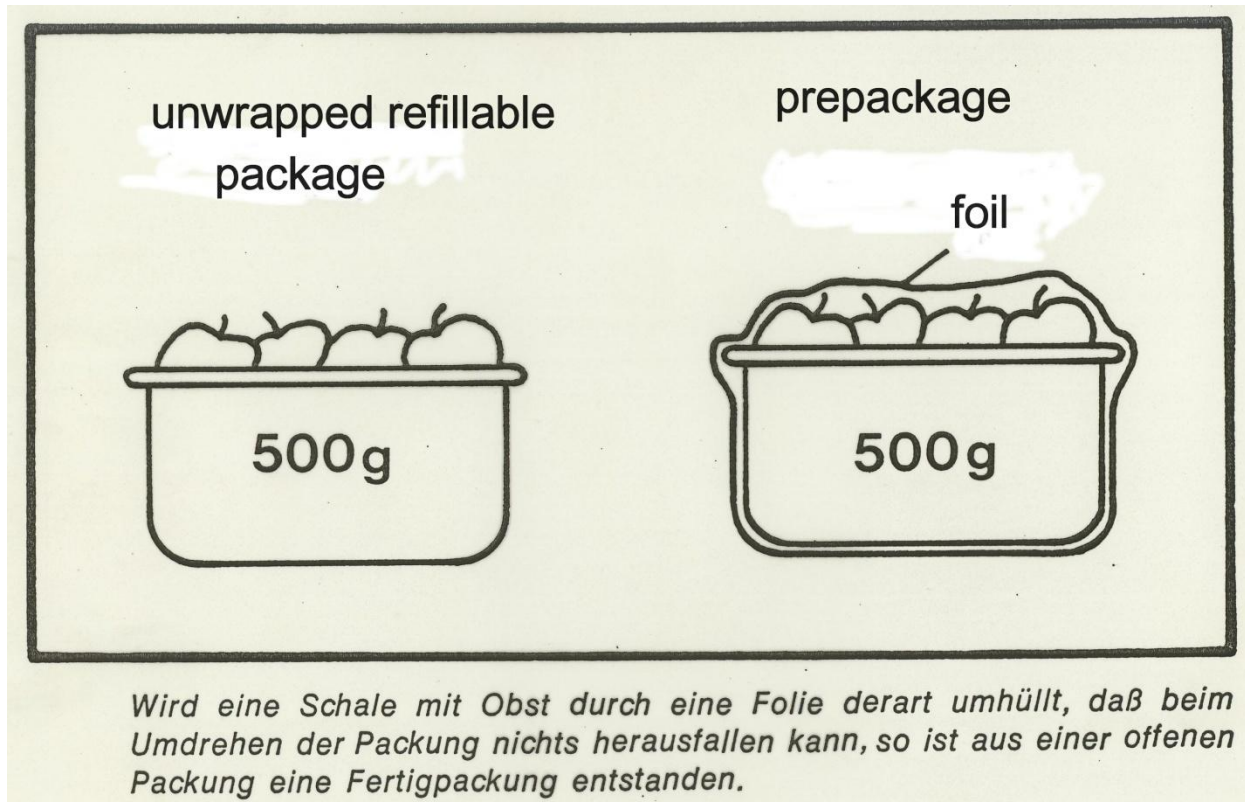 unwrapped refillable
package
prepackage
foil
500g
500g
Wird eine Schale mit Obst durch eine Folie derart umhüllt, daß beim
Umdrehen der Packung nichts herausfallen kann, so ist aus einer offenen
Packung eine Fertigpackung entstanden.